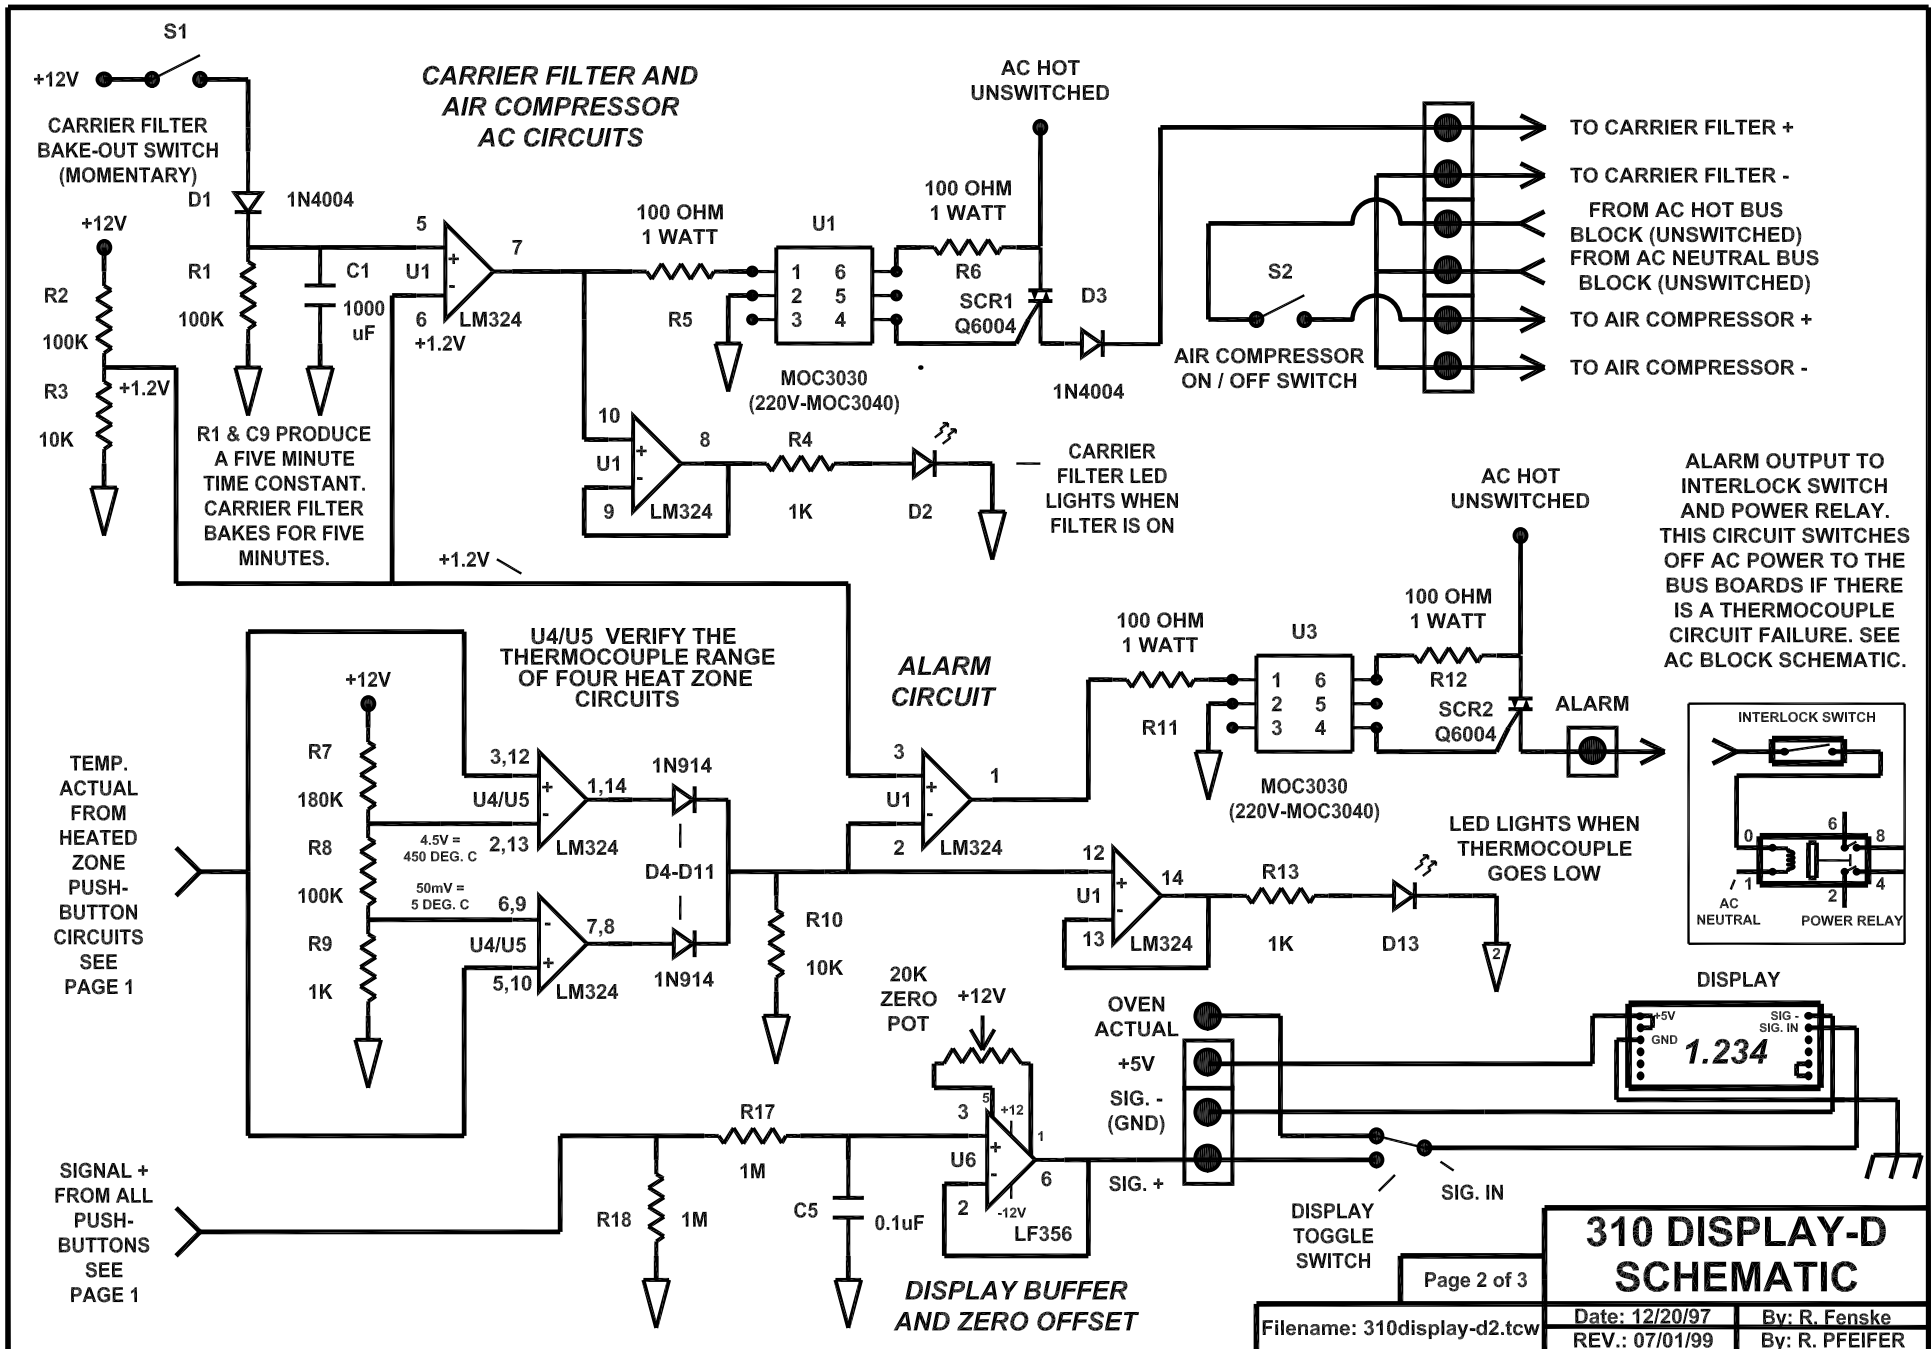 S1
+12V
CARRIER FILTER
BAKE-OUT SWITCH
(MOMENTARY)
D1
1N4004
+12V
R2
100K
R3
10K
+1.2V
R1
100K
C1
1000
uF
R1 & C9 PRODUCE
A FIVE MINUTE
TIME CONSTANT.
CARRIER FILTER
BAKES FOR FIVE
MINUTES.
CARRIER FILTER AND
AIR COMPRESSOR
AC CIRCUITS
5
U1
+
-
7
6
+1.2V
LM324
100 OHM
1 WATT
R5
U1
1 6
2 5
3 4
MOC3030
(220V-MOC3040)
100 OHM
1 WATT
R6
AC HOT
UNSWITCHED
SCR1
Q6004
D3
1N4004
10
U1
+
-
8
9
LM324
R4
1K
D2
CARRIER
FILTER LED
LIGHTS WHEN
FILTER IS ON
S2
AIR COMPRESSOR
ON / OFF SWITCH
TO CARRIER FILTER +
TO CARRIER FILTER -
FROM AC HOT BUS
BLOCK (UNSWITCHED)
FROM AC NEUTRAL BUS
BLOCK (UNSWITCHED)
TO AIR COMPRESSOR +
TO AIR COMPRESSOR -
+1.2V
ALARM OUTPUT TO
INTERLOCK SWITCH
AND POWER RELAY.
THIS CIRCUIT SWITCHES
OFF AC POWER TO THE
BUS BOARDS IF THERE
IS A THERMOCOUPLE
CIRCUIT FAILURE. SEE
AC BLOCK SCHEMATIC.
U4/U5 VERIFY THE
THERMOCOUPLE RANGE
OF FOUR HEAT ZONE
CIRCUITS
ALARM
CIRCUIT
TEMP.
ACTUAL
FROM
HEATED
ZONE
PUSH-
BUTTON
CIRCUITS
SEE
PAGE 1
+12V
R7
180K
R8
100K
R9
1K
4.5V =
450 DEG. C
50mV =
5 DEG. C
3,12
U4/U5
+
-
1,14
2,13
LM324
6,9
U4/U5
-
+
7,8
5,10
LM324
1N914
D4-D11
1N914
R10
10K
3
U1
+
-
1
2
LM324
100 OHM
1 WATT
R11
U3
1 6
2 5
3 4
MOC3030
(220V-MOC3040)
100 OHM
1 WATT
R12
AC HOT
UNSWITCHED
SCR2
Q6004
ALARM
12
U1
+
-
14
13
LM324
R13
1K
D13
2
LED LIGHTS WHEN
THERMOCOUPLE
GOES LOW
INTERLOCK SWITCH
0
1
6
8
2
4
AC
NEUTRAL
POWER RELAY
SIGNAL +
FROM ALL
PUSH-
BUTTONS
SEE
PAGE 1
R18
1M
R17
1M
C5
0.1uF
20K
ZERO
POT
+12V
3
5
+12
1
U6
+
-
6
2
-12V
LF356
DISPLAY BUFFER
AND ZERO OFFSET
OVEN
ACTUAL
+5V
SIG. -
(GND)
SIG. +
DISPLAY
TOGGLE
SWITCH
SIG. IN
DISPLAY
+5V
GND
1.234
SIG -
SIG. IN
310 DISPLAY-D
SCHEMATIC
Page 2 of 3
Filename: 310display-d2.tcw
Date: 12/20/97
By: R. Fenske
REV.: 07/01/99
By: R. PFEIFER